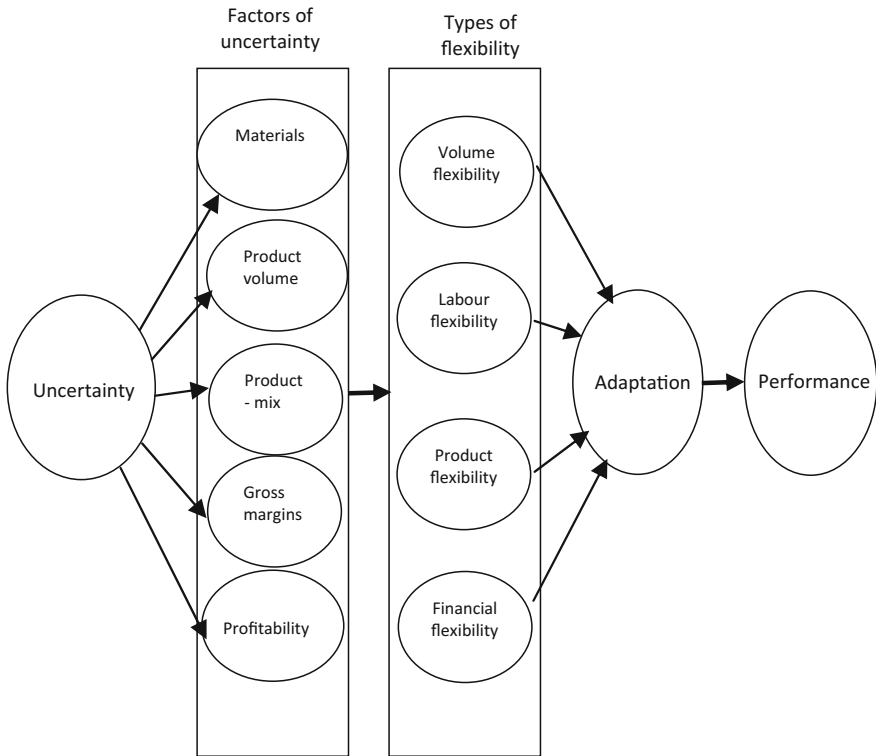 Factors of
uncertainty
Types of
flexibility
Materials
Product
volume
Product
- mix
Gross
margins
Profitability
Volume
flexibility
Labour
flexibility
Product
flexibility
Financial
flexibility
Uncertainty
Adaptation
Performance